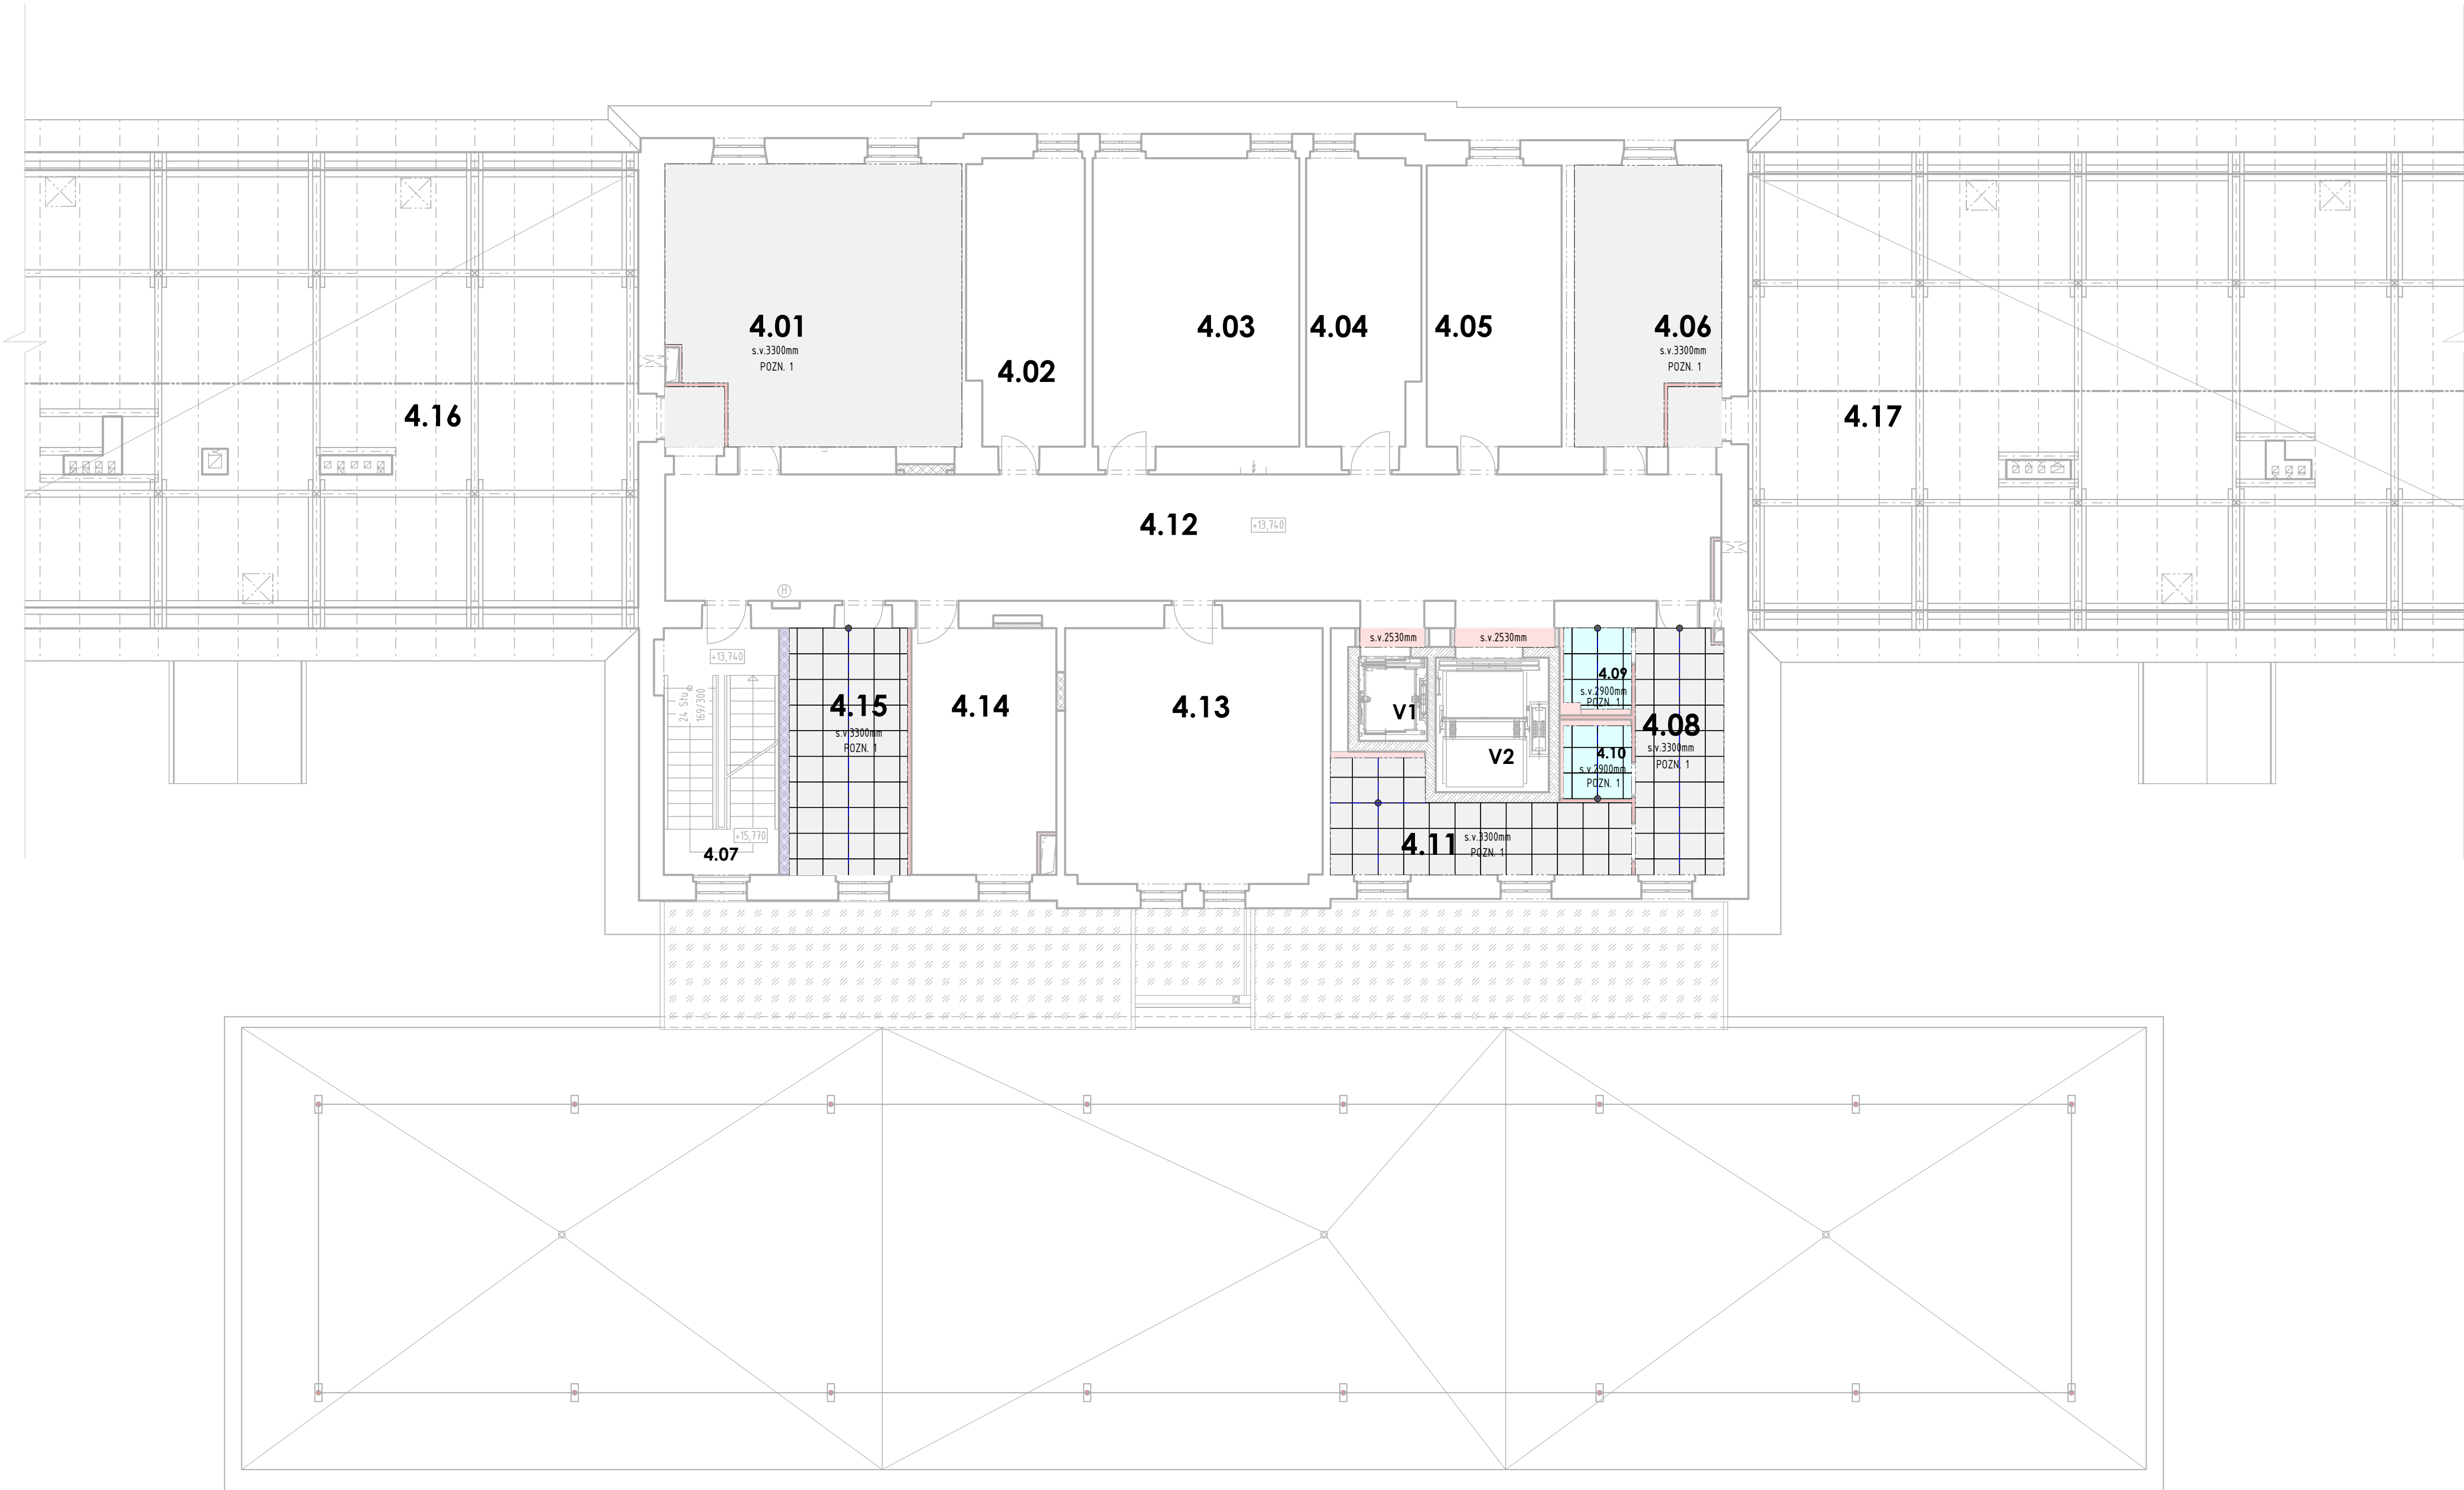 4.01
s.v.3300mm
POZN. 1
4.02
4.03
4.04
4.05
4.06
s.v.3300mm
POZN. 1
4.16
4.17
4.12
+13,740
H
+13,740
24 Stu
169/300
+15,770
4.07
4.15
s.v.3300mm
POZN. 1
4.14
4.13
s.v.2530mm
s.v.2530mm
V1
V2
4.09
s.v.2900mm
POZN. 1
4.10
s.v.2900mm
POZN. 1
4.08
s.v.3300mm
POZN. 1
4.11
s.v.3300mm
POZN. 1